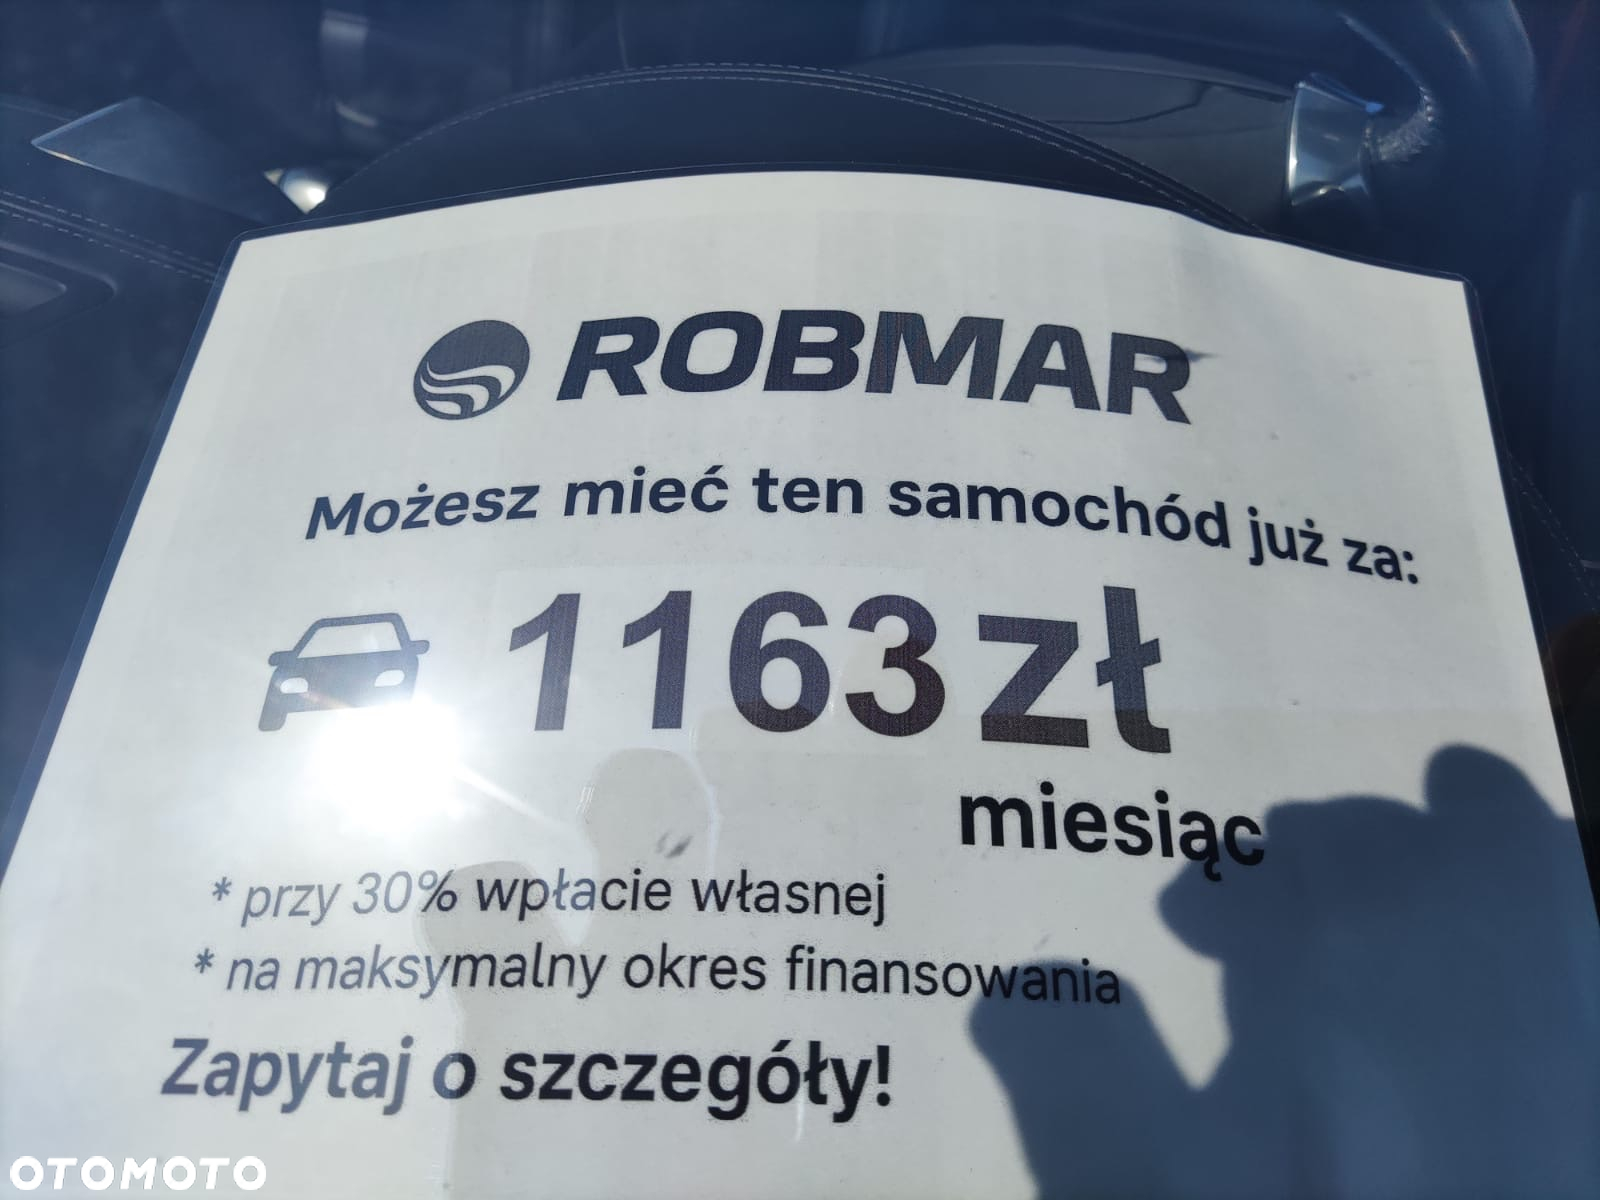 ROBMAR
Możesz mieć ten samochód już za:
1163zł
miesiąc
* przy 30% wpłacie własnej
* na maksymalny okres finansowania
Zapytaj o szczegóły!
OTOMOTO